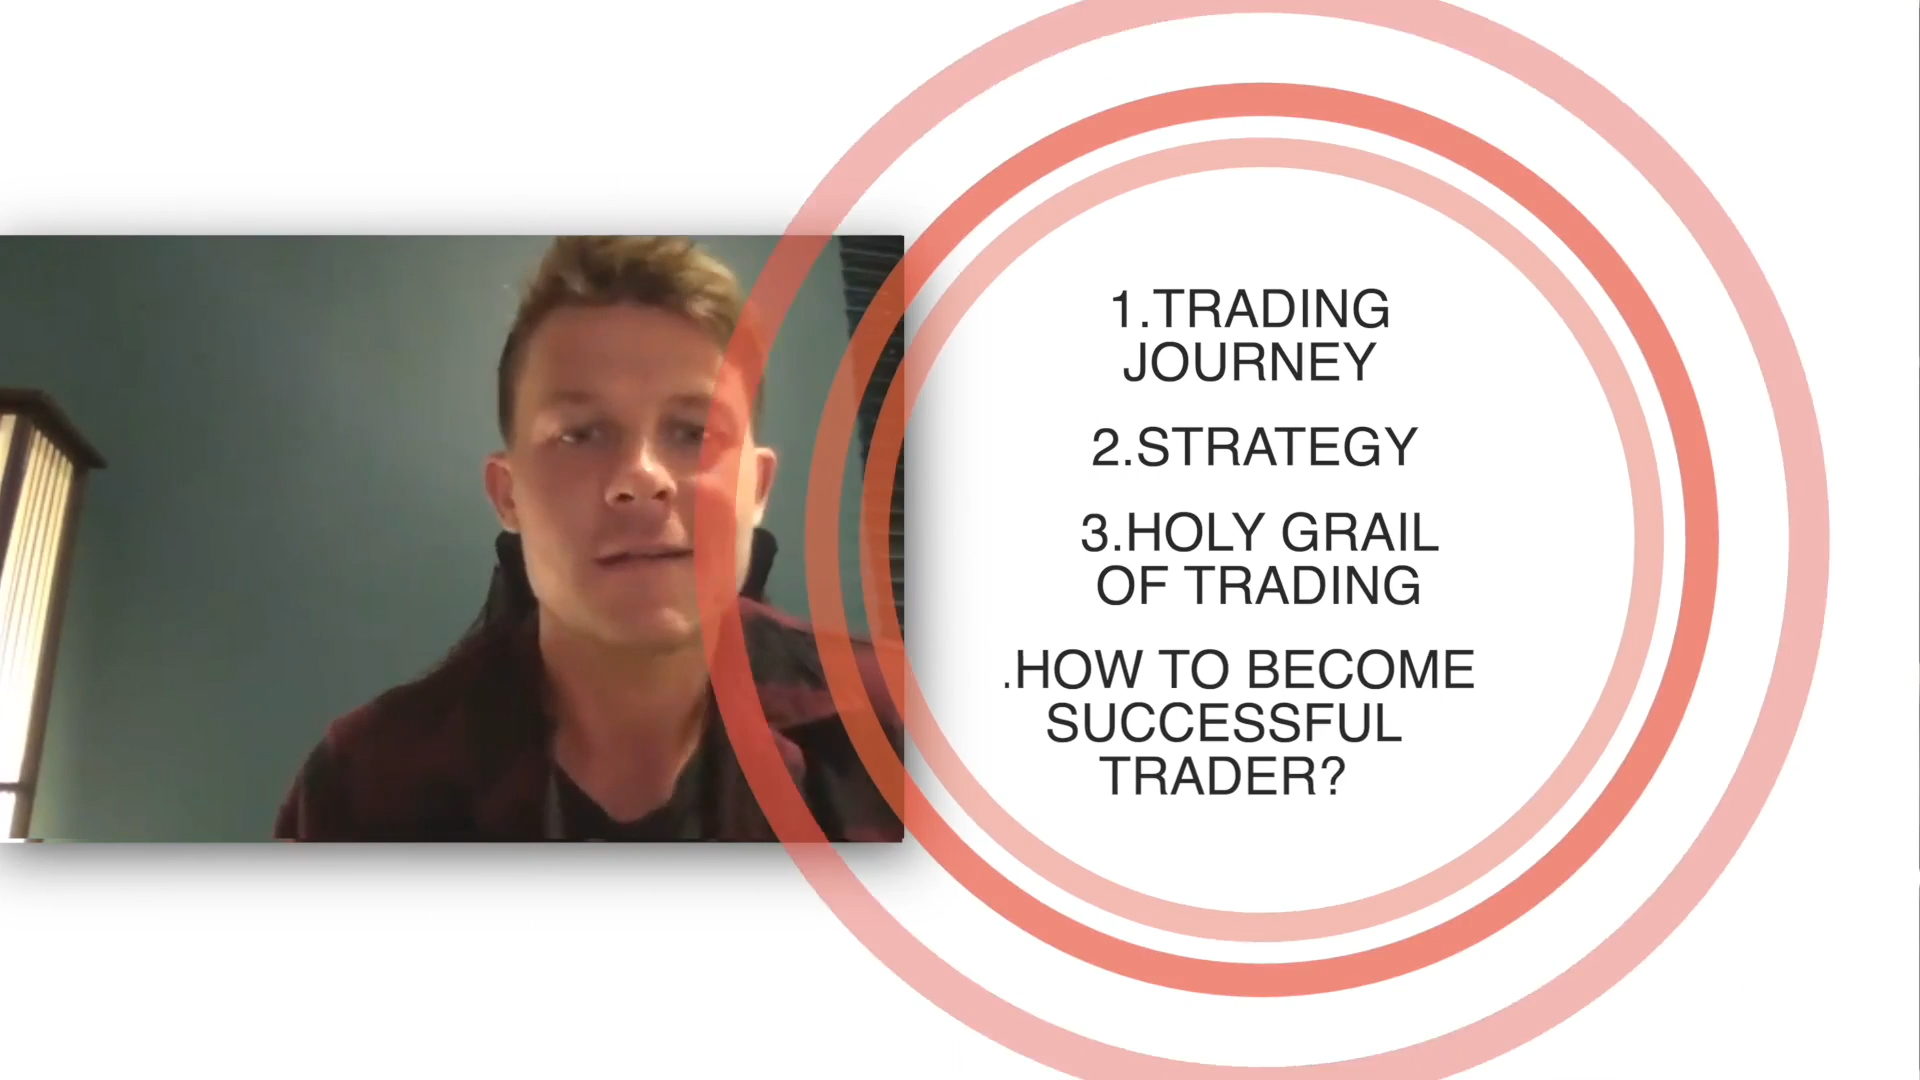 1.TRADING
JOURNEY
2.STRATEGY
3.HOLY GRAIL
OF TRADING
.HOW TO BECOME
SUCCESSFUL
TRADER?